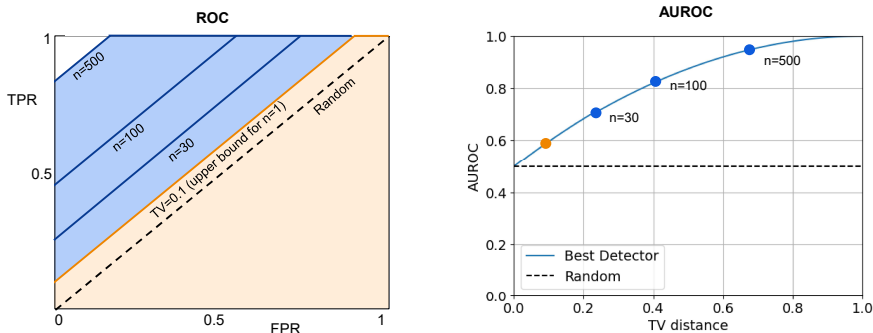 ROC
1
n=500
TPR
n=100
n=30
TV=0.1 (upper bound for n=1)
Random
0.5
0
0.5
1
FPR
AUROC
1.0
0.8
0.6
0.4
0.2
0.0
AUROC
n=500
n=100
n=30
Best Detector
Random
0.0
0.2
0.4
0.6
0.8
1.0
TV distance